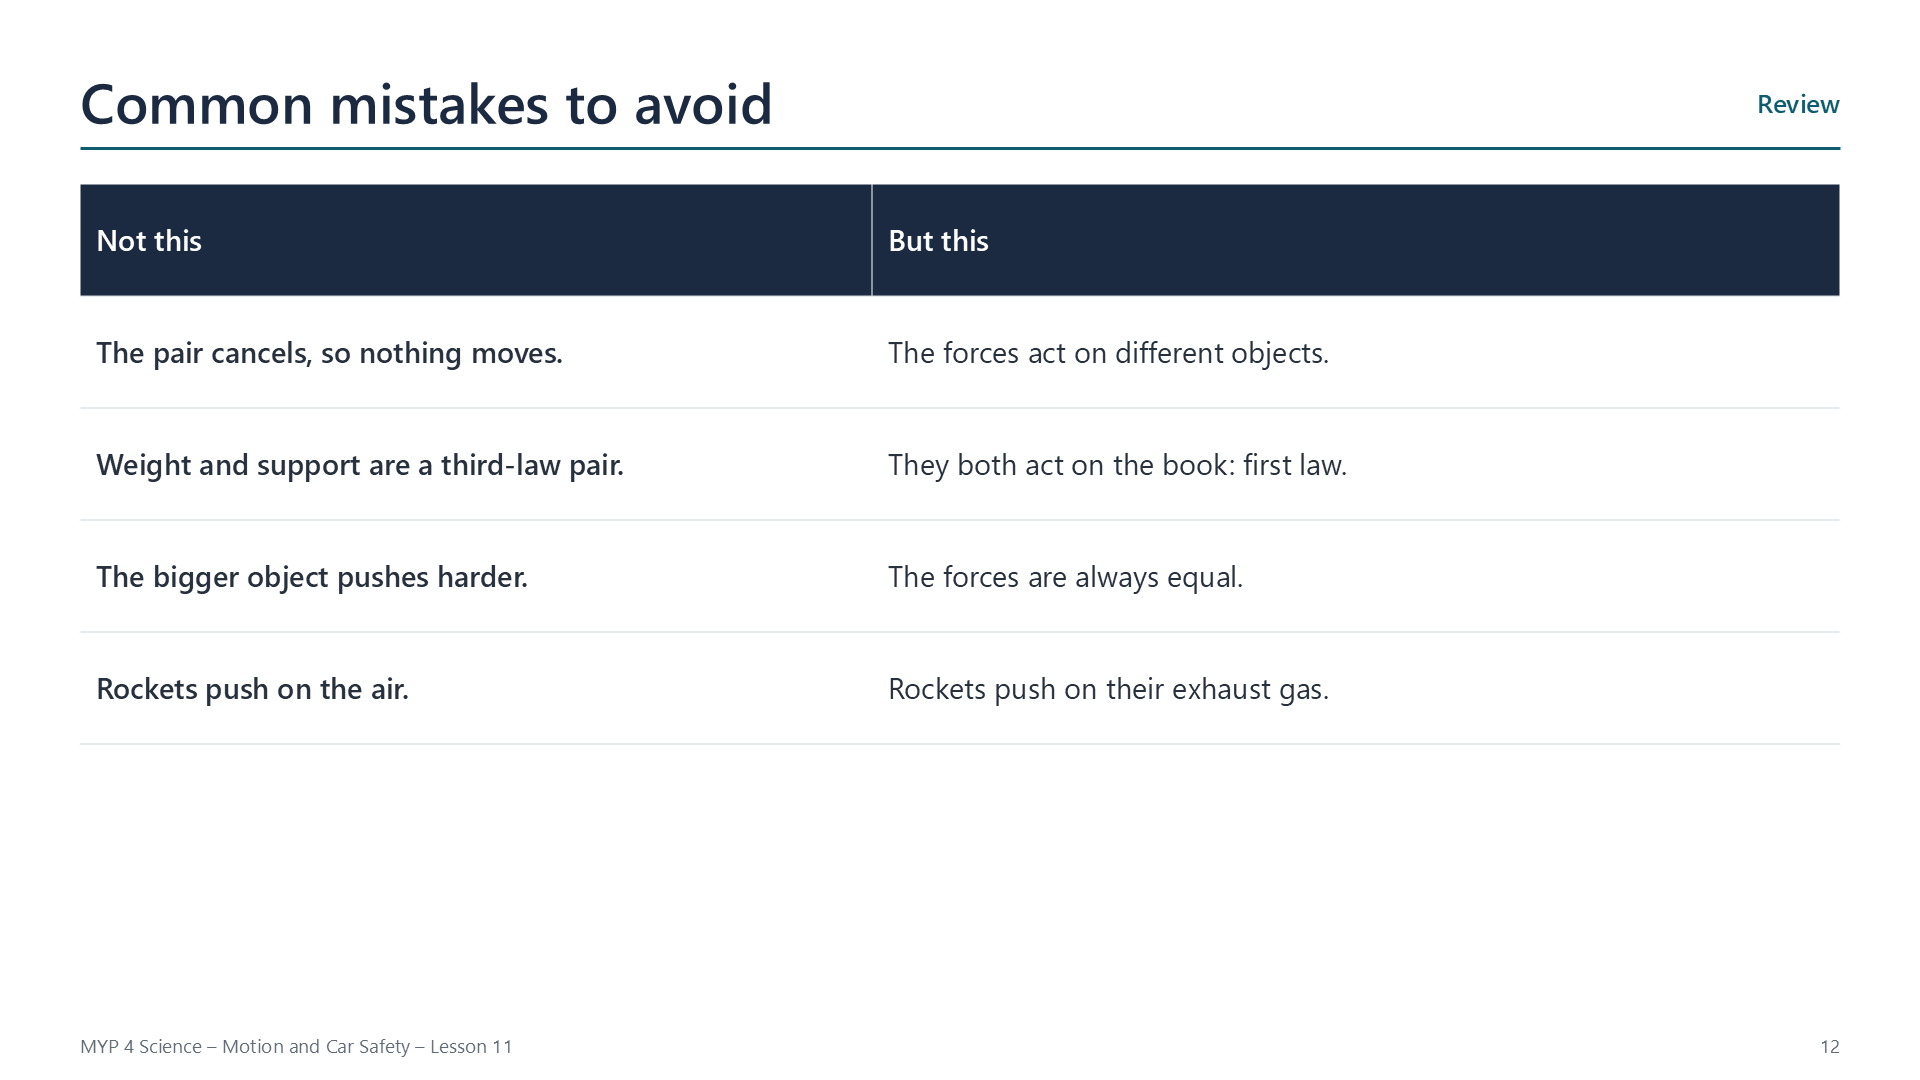 Common mistakes to avoid
Review
Not this
But this
The pair cancels, so nothing moves.
The forces act on different objects.
Weight and support are a third-law pair.
They both act on the book: first law.
The bigger object pushes harder.
The forces are always equal.
Rockets push on the air.
Rockets push on their exhaust gas.
MYP 4 Science – Motion and Car Safety – Lesson 11
12